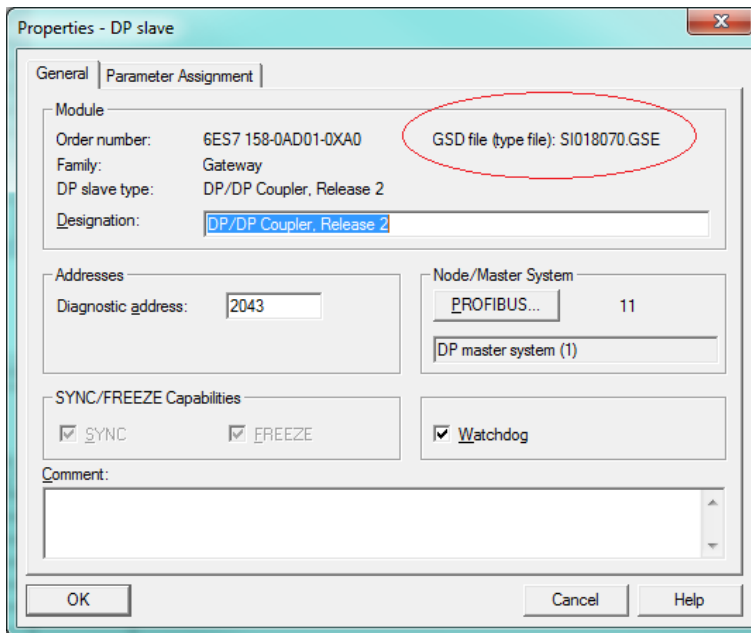 Properties - DP slave
General
Parameter Assignment
Module
Order number: 6ES7 158-0AD01-0XA0 GSD file (type file): SI018070.GSE
Family: Gateway
DP slave type: DP/DP Coupler, Release 2
Designation: DP/DP Coupler, Release 2
Addresses
Diagnostic address: 2043
Node/Master System
PROFIBUS... 11
DP master system (1)
SYNC/FREEZE Capabilities
SYNC FREEZE
Watchdog
Comment:
OK Cancel Help